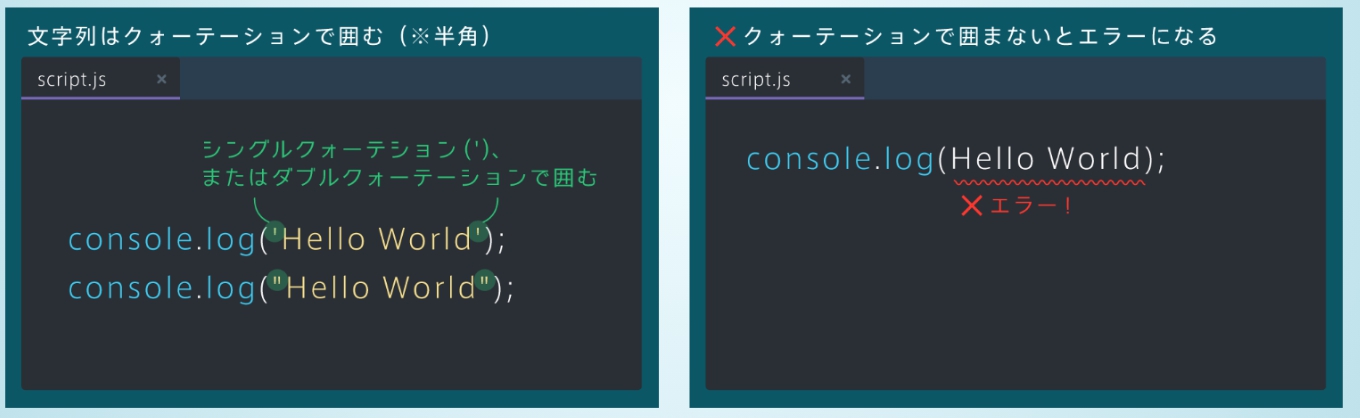 文字列はクォーテーションで囲む（※半角）
script.js ×
シングルクォーテション(')、
またはダブルクォーテーションで囲む
console.log('Hello World');
console.log("Hello World");
❌クォーテーションで囲まないとエラーになる
script.js ×
console.log(Hello World);
❌エラー！